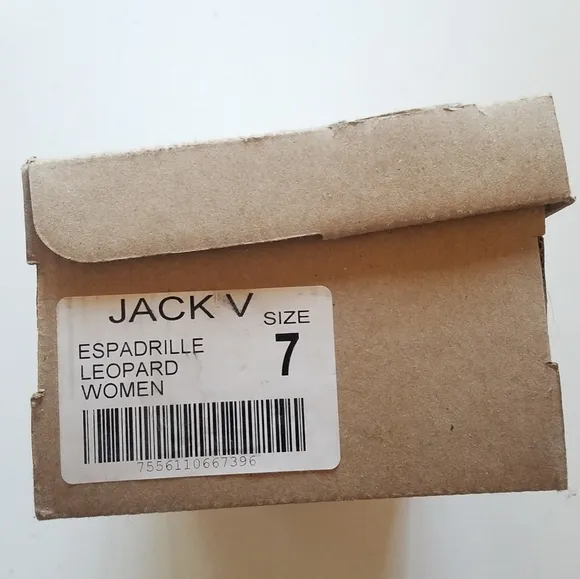 JACK V
SIZE
7
ESPADRILLE
LEOPARD
WOMEN
7556110667396